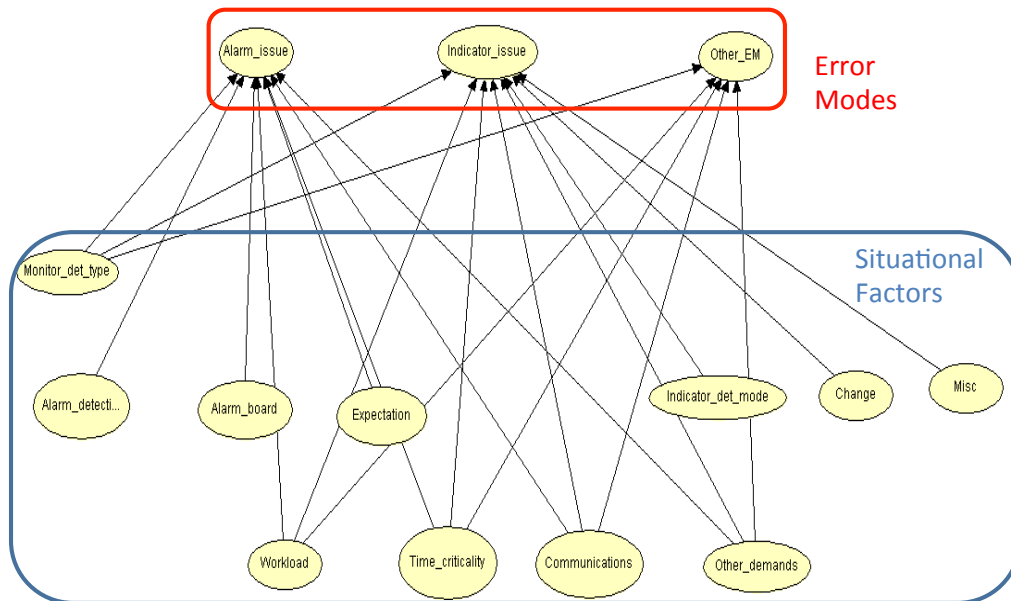 Alarm_issue
Indicator_issue
Other_EM
Error
Modes
Monitor_det_type
Situational
Factors
Alarm_detecti...
Alarm_board
Expectation
Indicator_det_mode
Change
Misc
Workload
Time_criticality
Communications
Other_demands